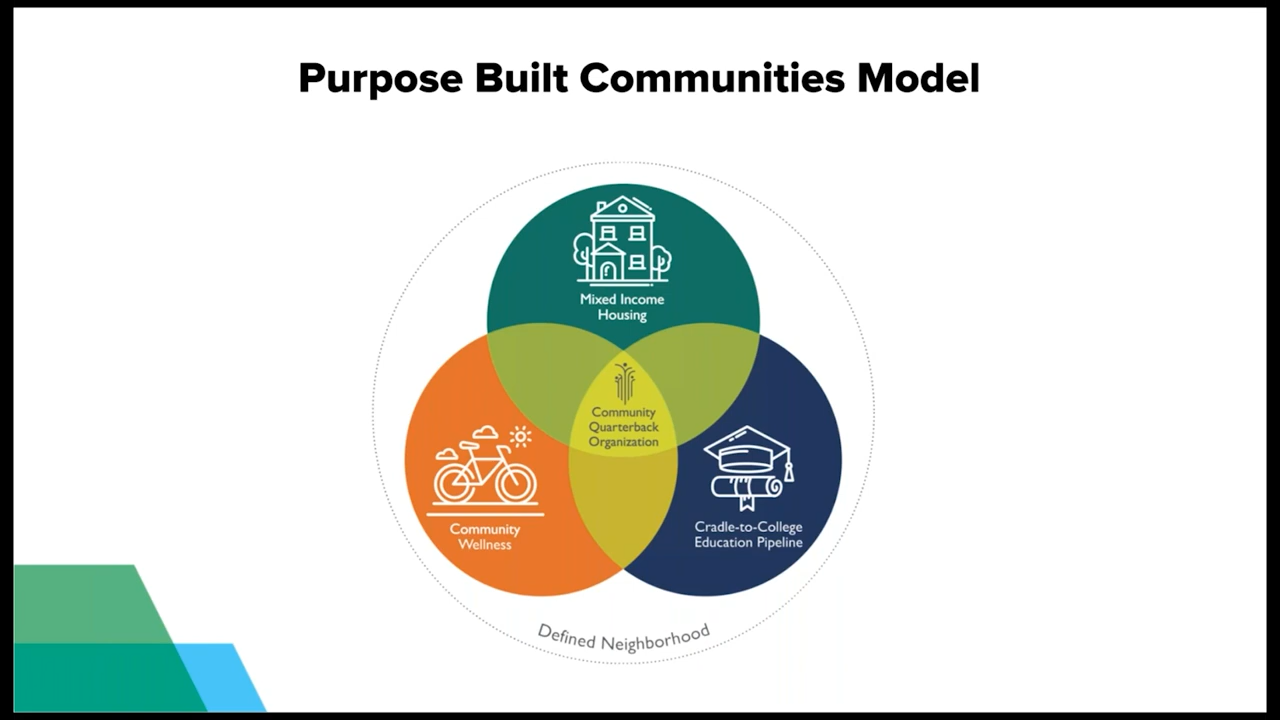 Purpose Built Communities Model
Mixed Income
Housing
Community
Quarterback
Organization
Community
Wellness
Cradle-to-College
Education Pipeline
Defined Neighborhood